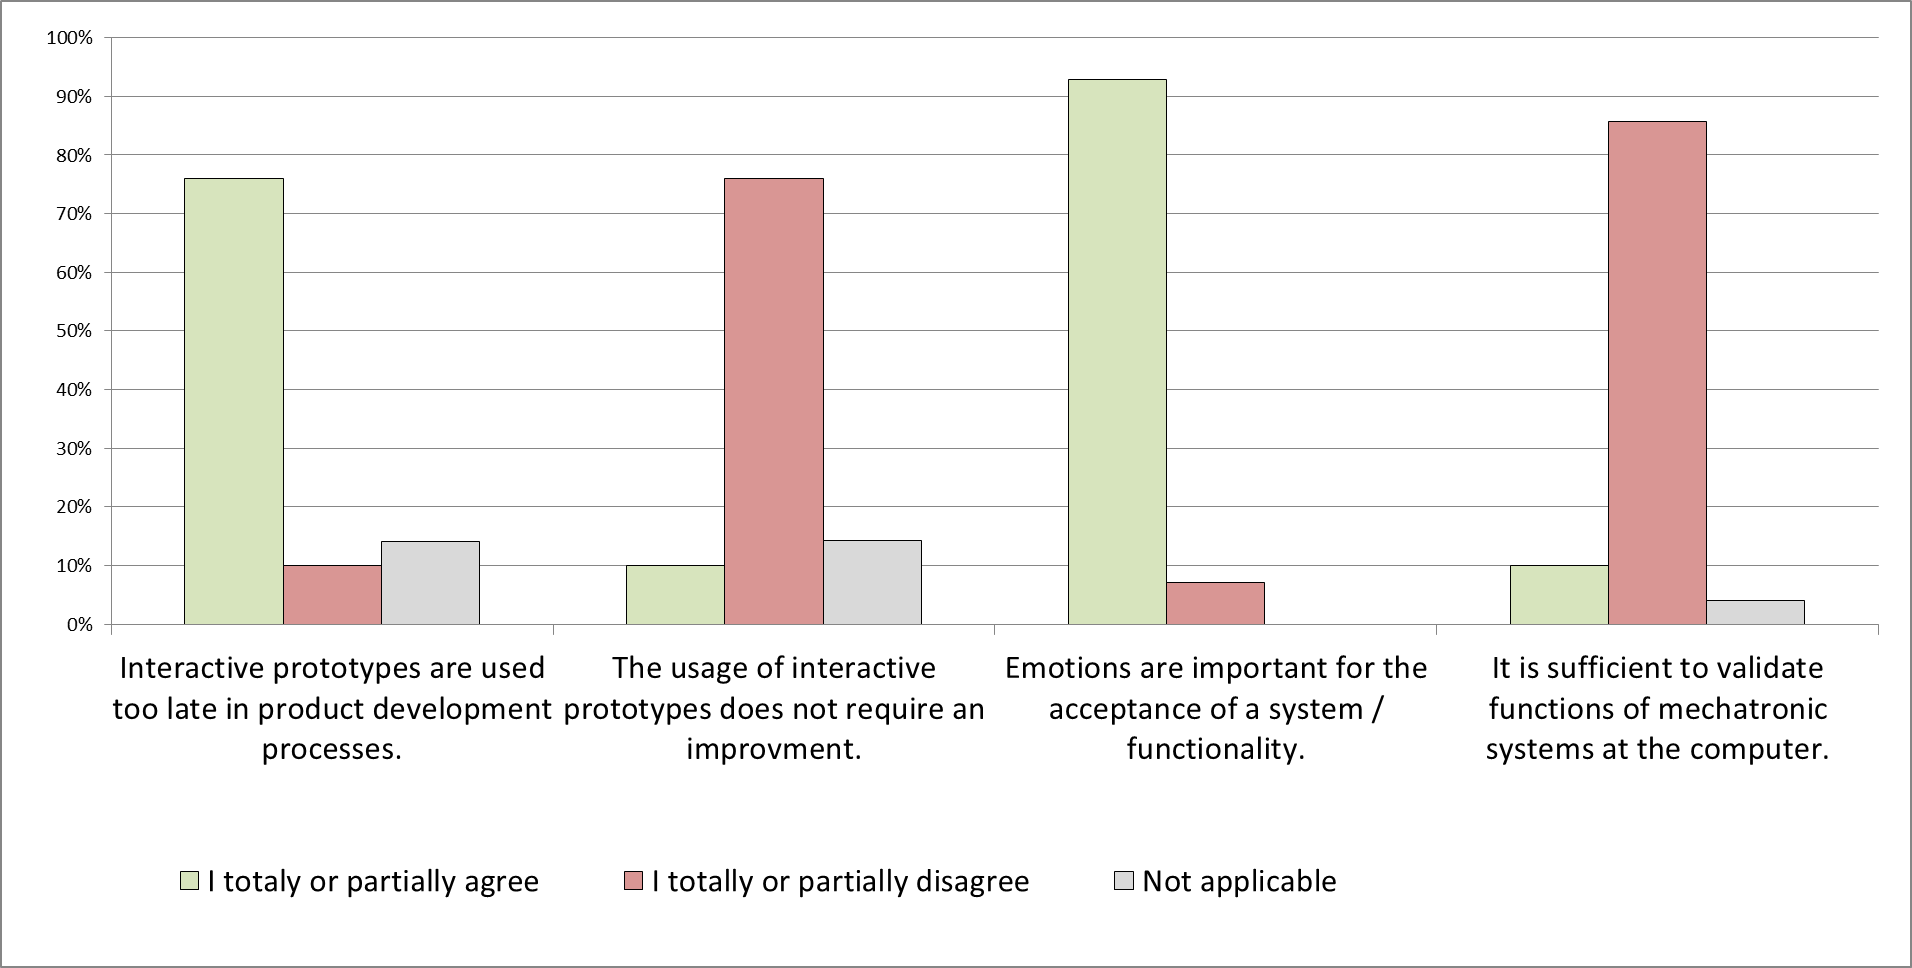 100%
90%
80%
70%
60%
50%
40%
30%
20%
10%
0%
Interactive prototypes are used
too late in product development
processes.
The usage of interactive
prototypes does not require an
improvment.
Emotions are important for the
acceptance of a system /
functionality.
It is sufficient to validate
functions of mechatronic
systems at the computer.
I totaly or partially agree
I totally or partially disagree
Not applicable